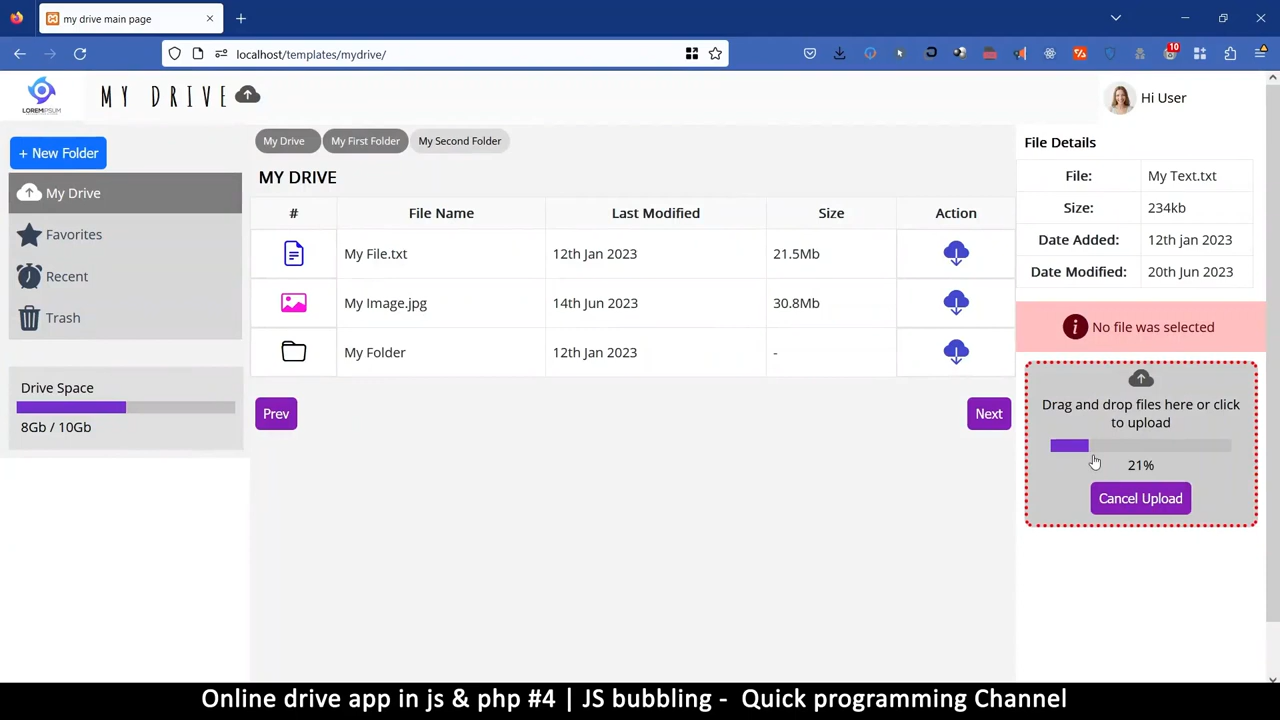 my drive main page
localhost/templates/mydrive/
10
LOREMIPSUM
MY DRIVE
Hi User
+ New Folder
My Drive
Favorites
Recent
Trash
Drive Space
8Gb / 10Gb
My Drive
My First Folder
My Second Folder
MY DRIVE
# File Name Last Modified Size Action
My File.txt 12th Jan 2023 21.5Mb
My Image.jpg 14th Jun 2023 30.8Mb
My Folder 12th Jan 2023 -
Prev
Next
File Details
File: My Text.txt
Size: 234kb
Date Added: 12th jan 2023
Date Modified: 20th Jun 2023
No file was selected
Drag and drop files here or click
to upload
21%
Cancel Upload
Online drive app in js & php #4 | JS bubbling - Quick programming Channel